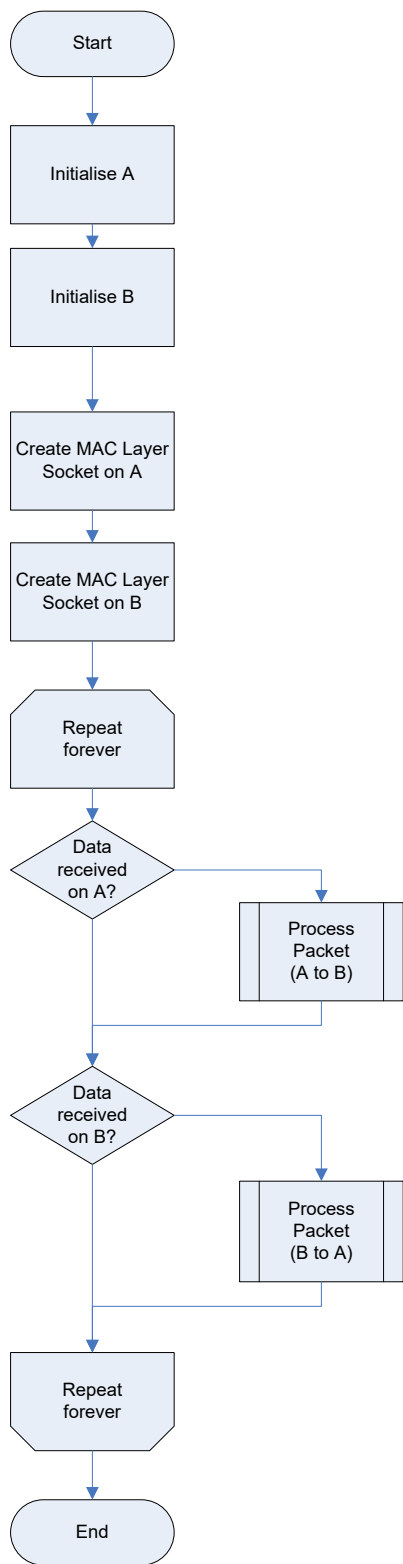 Start
Initialise A
Initialise B
Create MAC Layer
Socket on A
Create MAC Layer
Socket on B
Repeat
forever
Data
received
on A?
Process
Packet
(A to B)
Data
received
on B?
Process
Packet
(B to A)
Repeat
forever
End